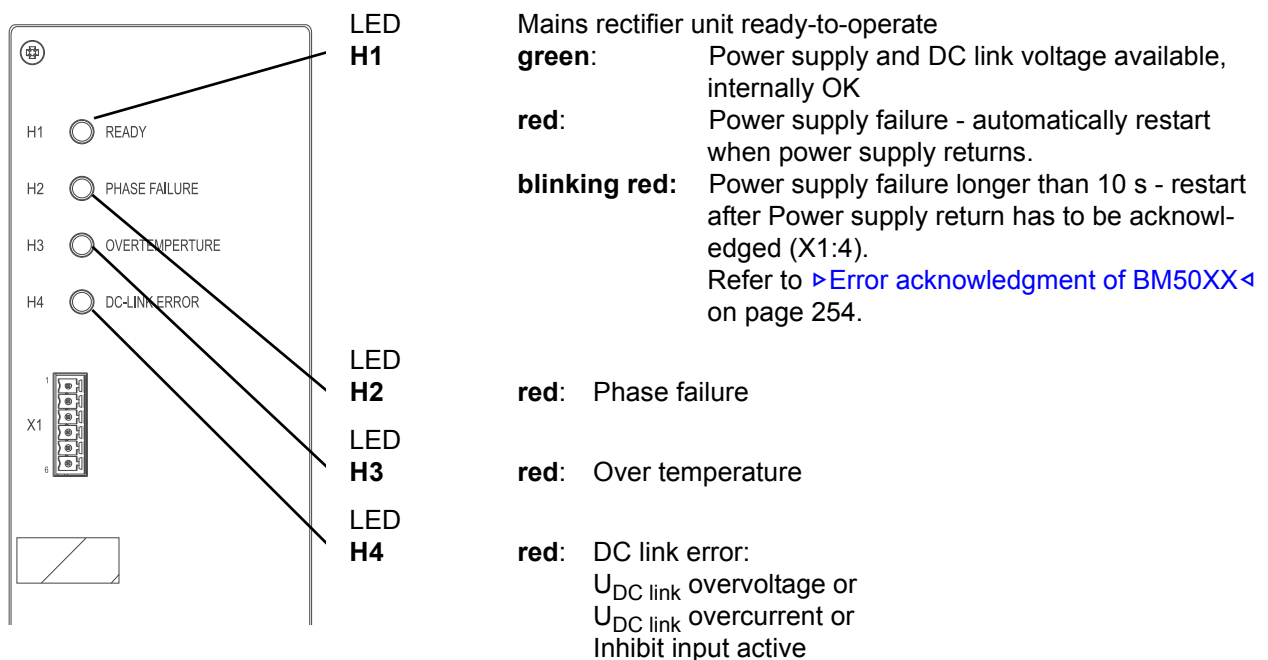 H1 READY
H2 PHASE FAILURE
H3 OVERTEMPERTURE
H4 DC-LINK ERROR
1
X1
6
LED Mains rectifier unit ready-to-operate
H1 green: Power supply and DC link voltage available,
internally OK
red: Power supply failure - automatically restart
when power supply returns.
blinking red: Power supply failure longer than 10 s - restart
after Power supply return has to be acknowl-
edged (X1:4).
Refer to ▹Error acknowledgment of BM50XX◃
on page 254.
LED
H2 red: Phase failure
LED
H3 red: Over temperature
LED
H4 red: DC link error:
UDC link overvoltage or
UDC link overcurrent or
Inhibit input active